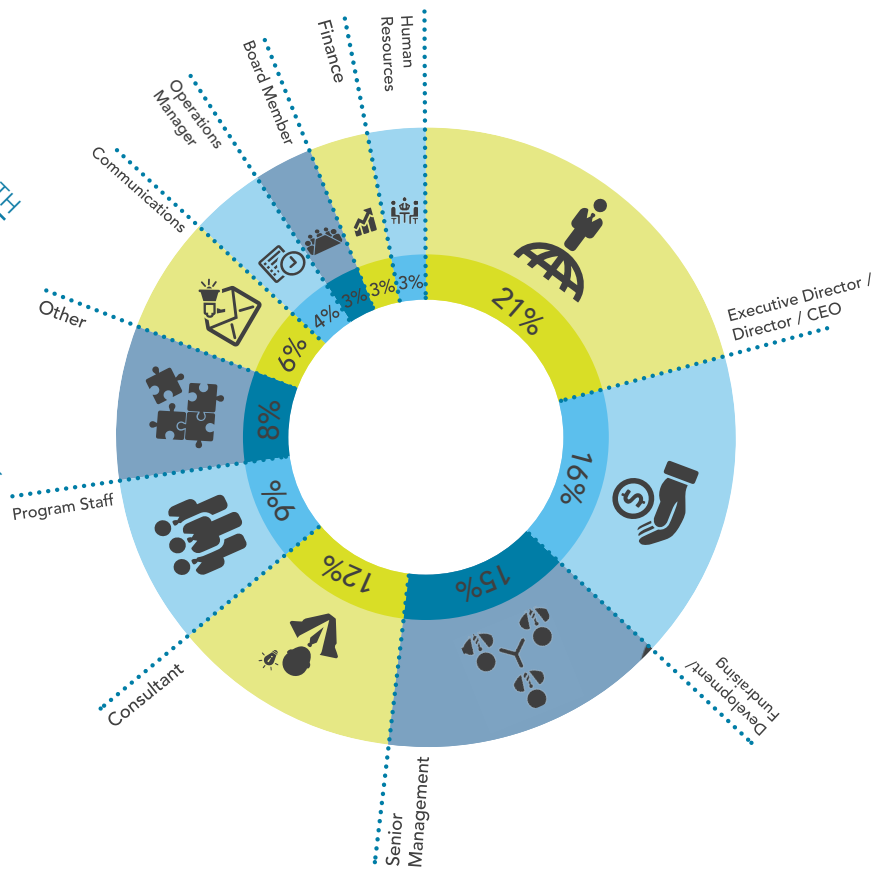 Human
Resources
Finance
Board Member
Operations
Manager
Communications
Other
Program Staff
Consultant
Senior
Management
Development/
Fundraising
Executive Director /
Director / CEO
21%
16%
15%
12%
9%
8%
6%
4%
3%
3%
3%
$
TH